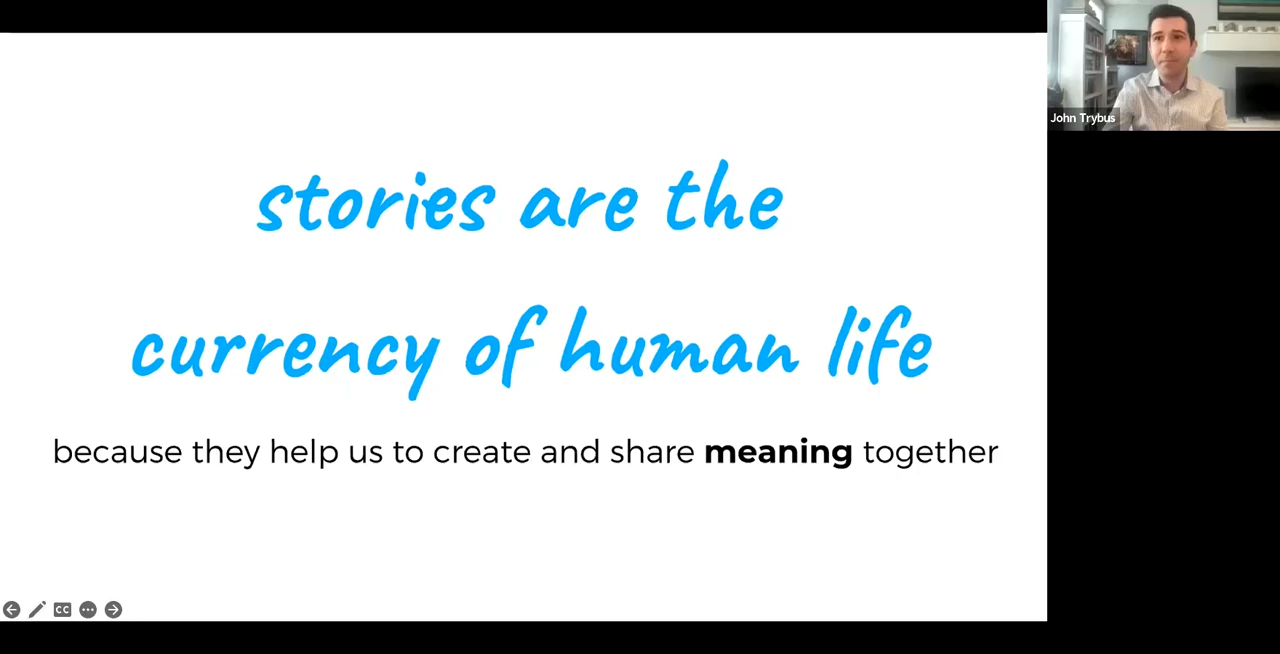 stories are the
currency of human life
because they help us to create and share meaning together
John Trybus
CC